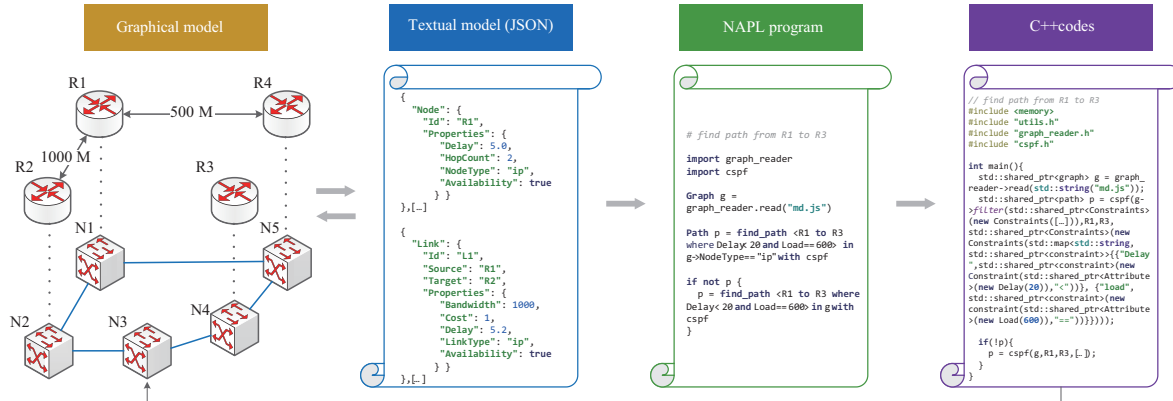 Graphical model
Textual model (JSON)
NAPL program
C++codes
R1
R4
500 M
1000 M
R2
R3
N1
N5
N2
N3
N4
{
"Node": {
"Id": "R1",
"Properties": {
"Delay": 5.0,
"HopCount": 2,
"NodeType": "ip",
"Availability": true
} }
},[…]
{
"Link": {
"Id": "L1",
"Source": "R1",
"Target": "R2",
"Properties": {
"Bandwidth": 1000,
"Cost": 1,
"Delay": 5.2,
"LinkType": "ip",
"Availability": true
} }
},[…]
# find path from R1 to R3
import graph_reader
import cspf
Graph g =
graph_reader.read("md.js")
Path p = find_path <R1 to R3
where Delay< 20 and Load==600> in
g->NodeType=="ip" with cspf
if not p {
p = find_path <R1 to R3 where
Delay< 20 and Load==600> in g with
cspf
}
// find path from R1 to R3
#include <memory>
#include "utils.h"
#include "graph_reader.h"
#include "cspf.h"
int main(){
std::shared_ptr<graph> g = graph_
reader->read(std::string("md.js"));
std::shared_ptr<path> p = cspf(g-
>filter(std::shared_ptr<Constraints>
(new Constraints([…])),R1,R3,
std::shared_ptr<Constraints>(new
Constraints(std::map<std::string,
std::shared_ptr<constraint>>{{"Delay
",std::shared_ptr<constraint>(new
Constraint(std::shared_ptr<Attribute
>(new Delay(20)),"<"))}, {"load",
std::shared_ptr<constraint>(new
constraint(std::shared_ptr<Attribute
>(new Load(600)),"=="))}})));
if(!p){
p = cspf(g,R1,R3,[…]);
}
}